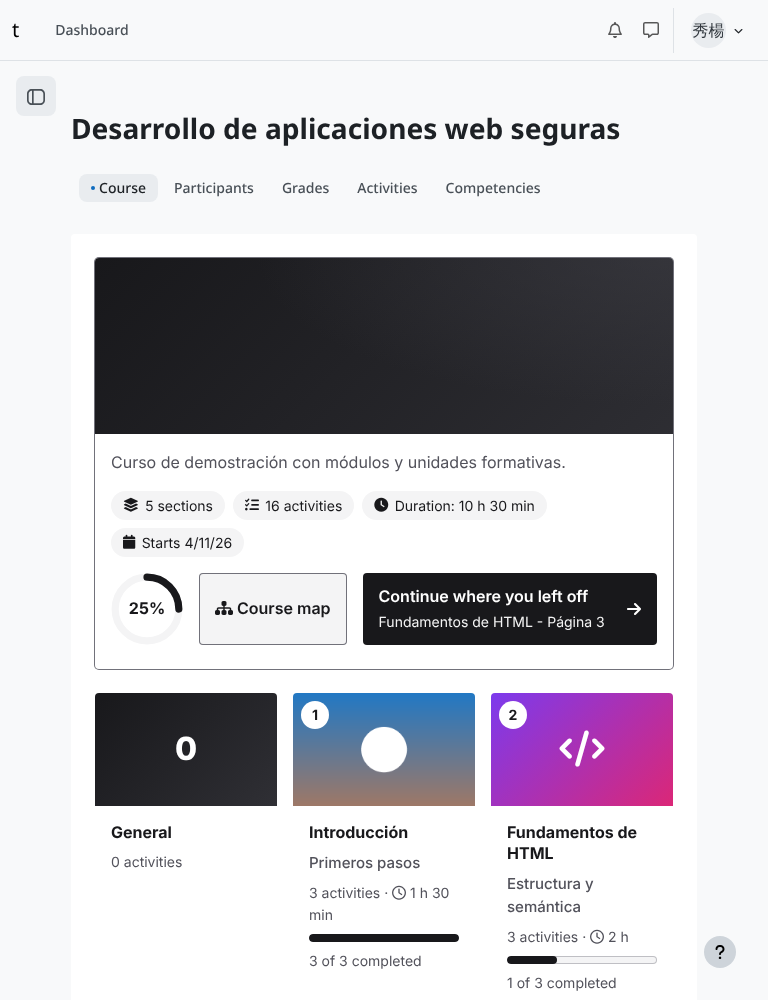 t
Dashboard
秀楊
Desarrollo de aplicaciones web seguras
Course
Participants
Grades
Activities
Competencies
Curso de demostración con módulos y unidades formativas.
5 sections
16 activities
Duration: 10 h 30 min
Starts 4/11/26
25%
Course map
Continue where you left off
Fundamentos de HTML - Página 3
0
General
0 activities
1
Introducción
Primeros pasos
3 activities · 1 h 30
min
3 of 3 completed
2
Fundamentos de
HTML
Estructura y
semántica
3 activities · 2 h
1 of 3 completed
?